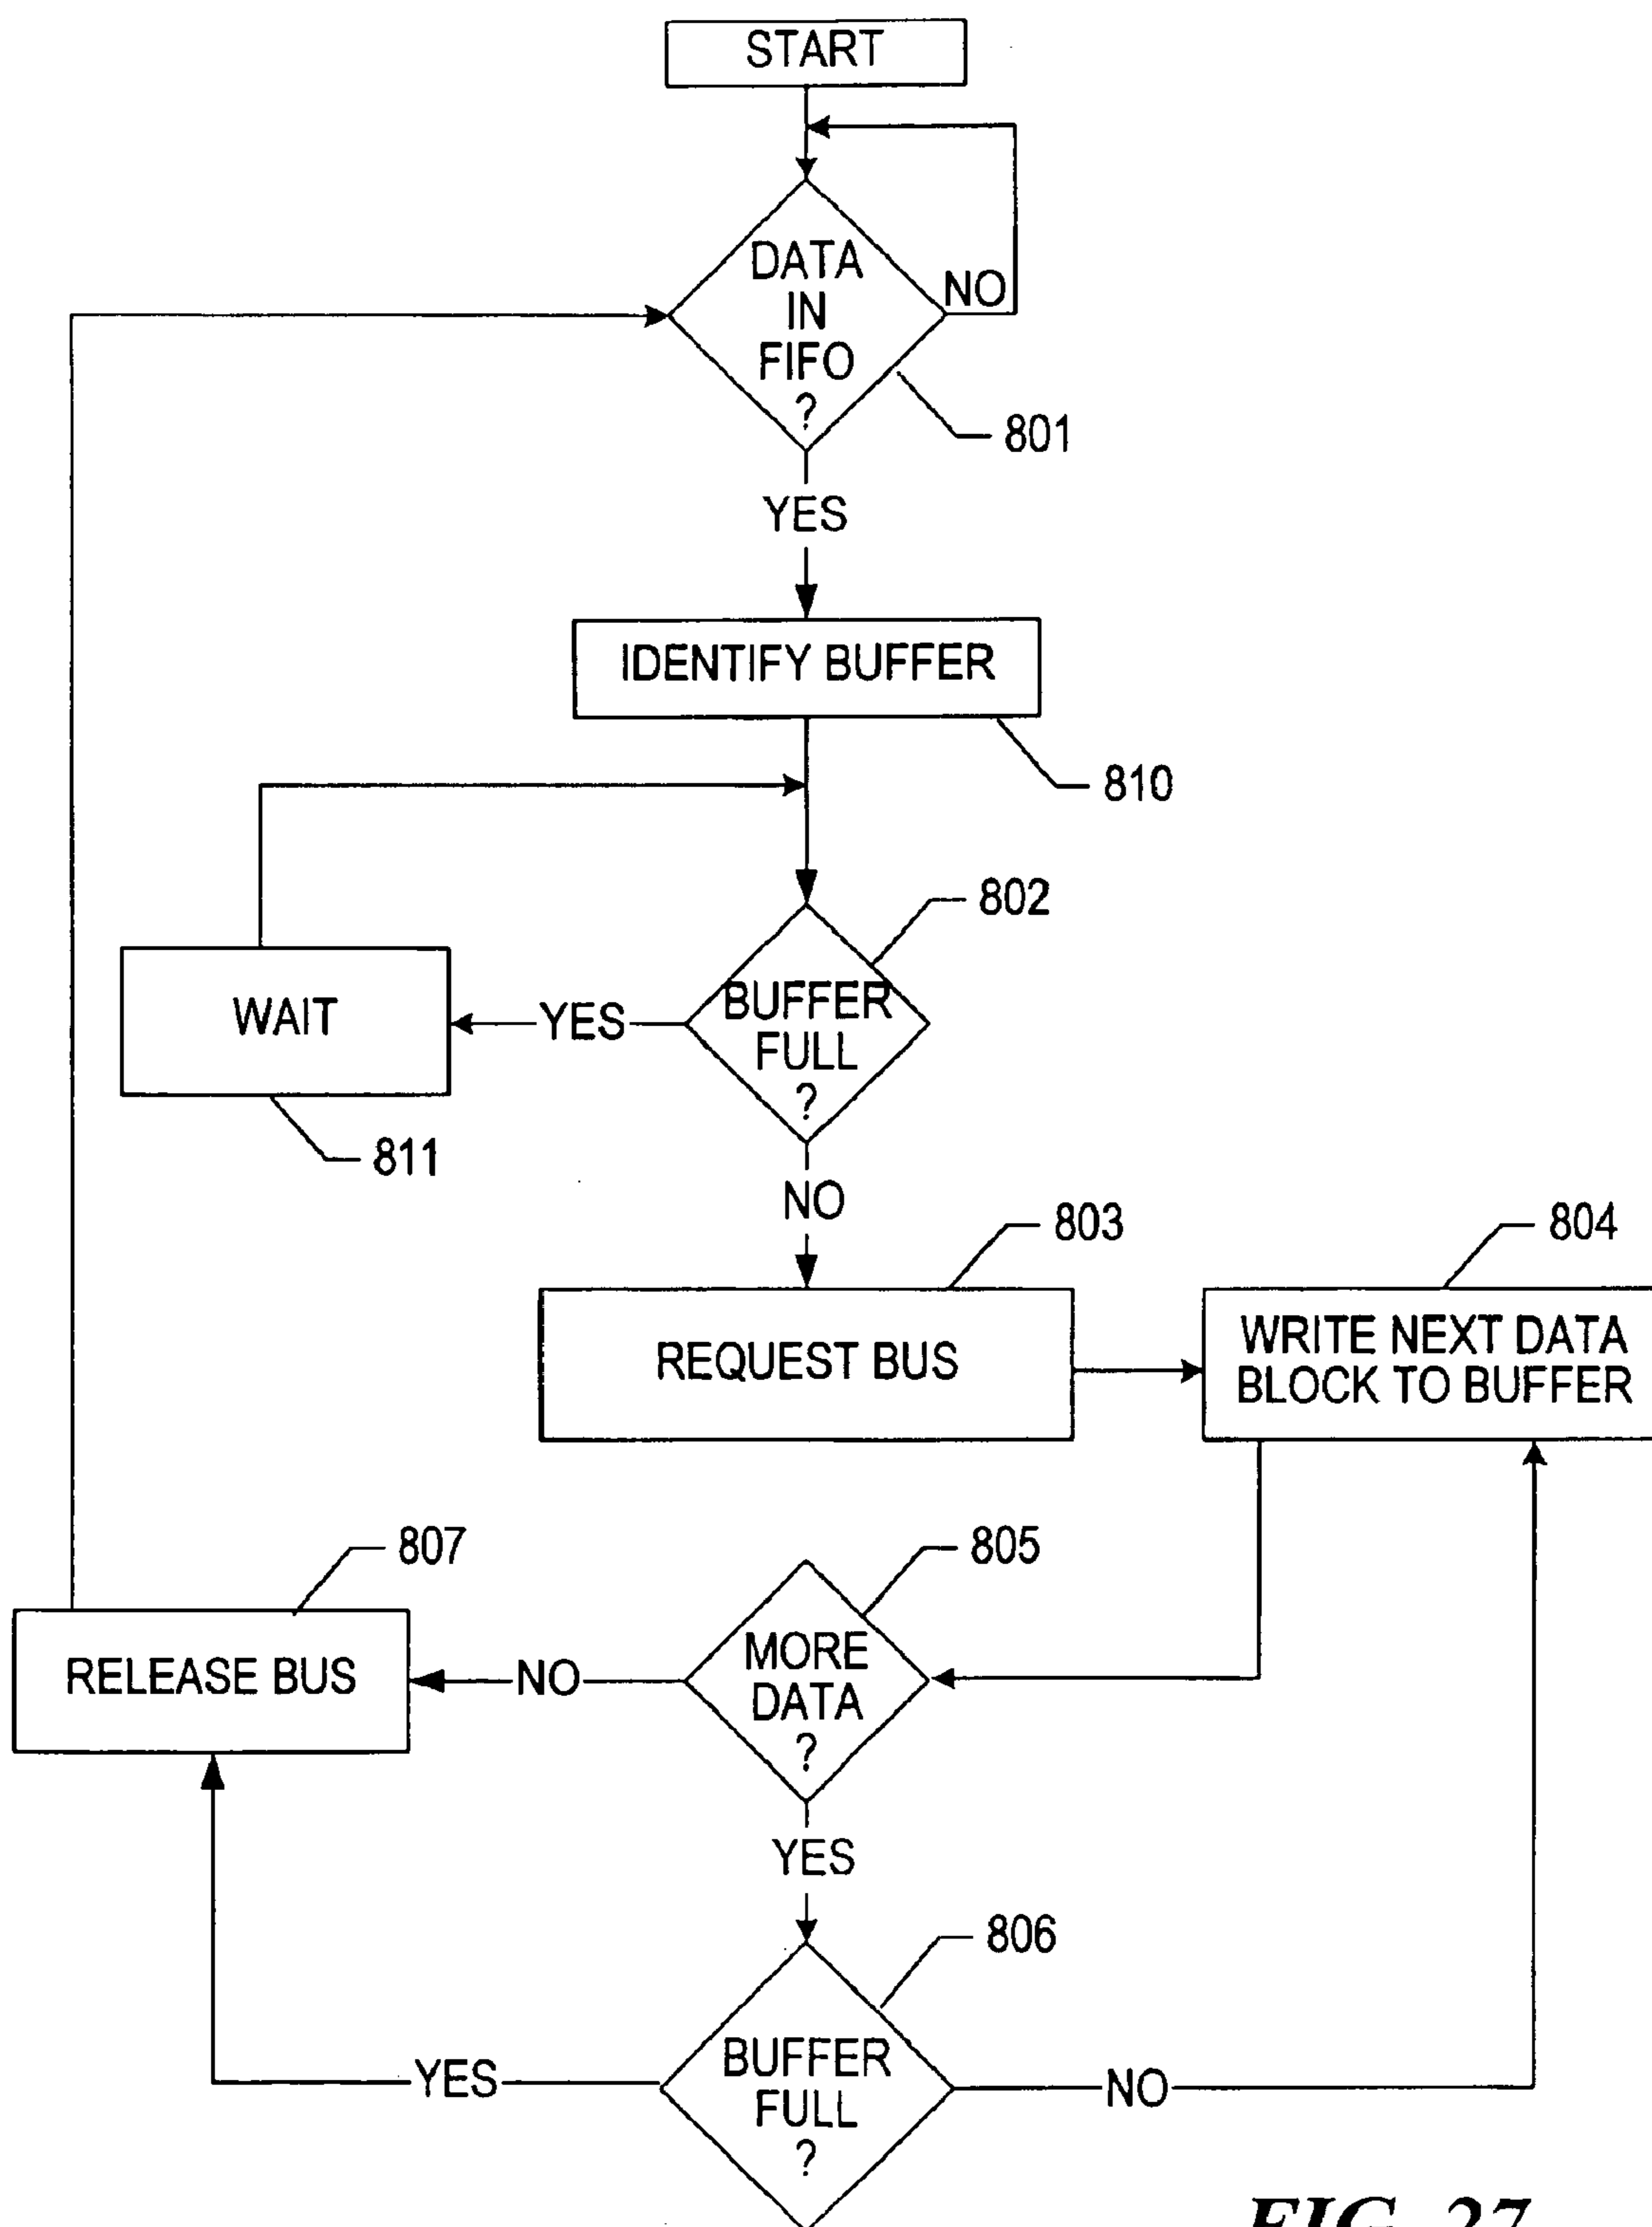 START
DATA
IN
FIFO
?
NO
801
YES
IDENTIFY BUFFER
810
802
BUFFER
FULL
?
YES
WAIT
811
NO
803
804
REQUEST BUS
WRITE NEXT DATA
BLOCK TO BUFFER
807
805
RELEASE BUS
NO
MORE
DATA
?
YES
806
BUFFER
FULL
?
YES
NO
FIG. 27